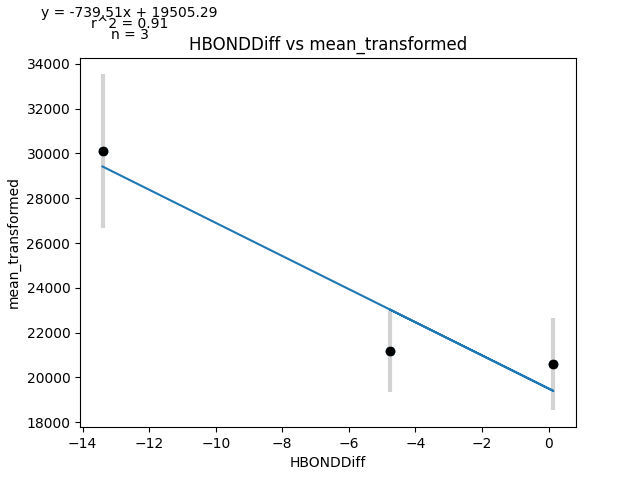 y = -739.51x + 19505.29
r^2 = 0.91
n = 3
HBONDDiff vs mean_transformed
34000
32000
30000
28000
26000
24000
22000
20000
18000
mean_transformed
−14
−12
−10
−8
−6
−4
−2
0
HBONDDiff